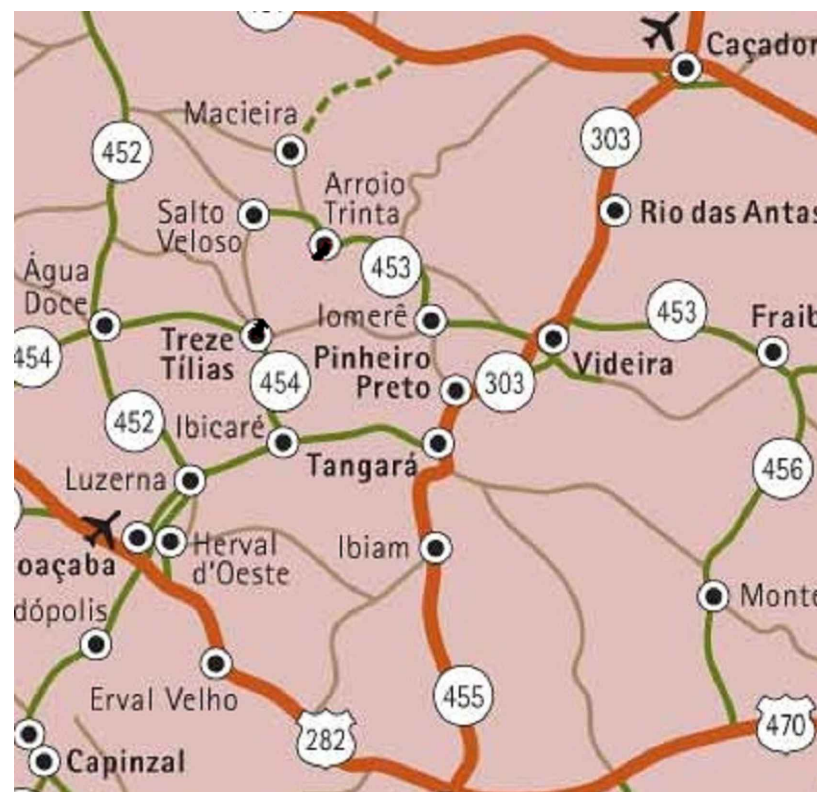 Caçador
Macieira
303
452
Arroio
Trinta
Salto
Veloso
Rio das Antas
453
Água
Doce
Iomerê
453
Fraib
Treze
Tílias
Pinheiro
Preto
Videira
454
454
303
452
Ibicaré
Tangará
456
Luzerna
Ibiam
Herval
d'Oeste
oaçaba
Monte
dópolis
Erval Velho
455
282
470
Capinzal